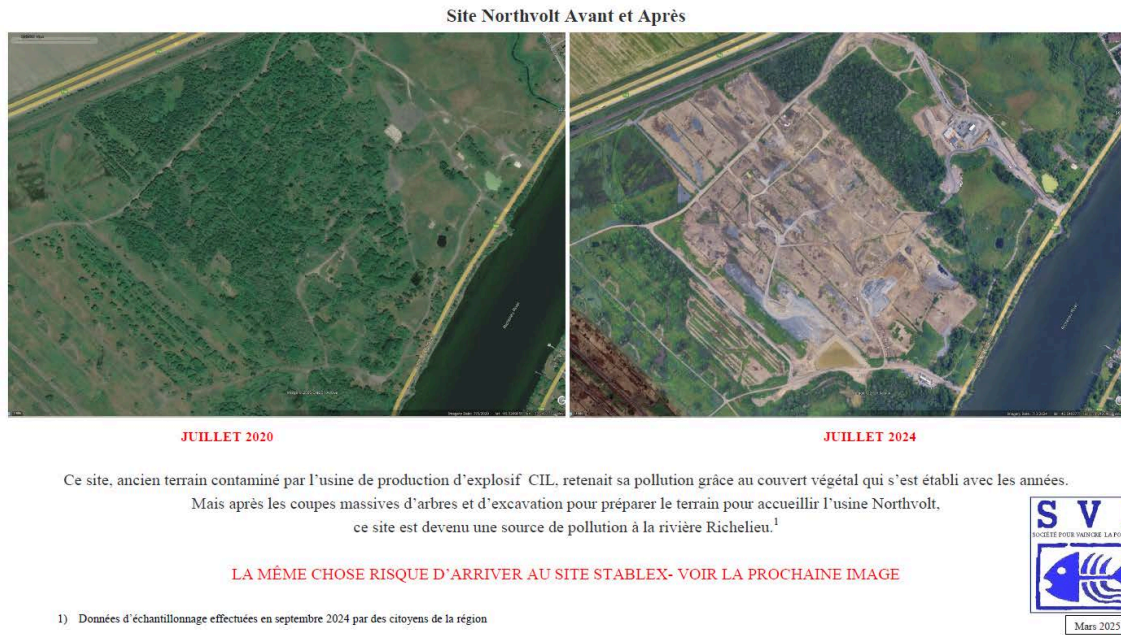 Site Northvolt Avant et Après
JUILLET 2020
JUILLET 2024
Ce site, ancien terrain contaminé par l'usine de production d'explosif CIL, retenait sa pollution grâce au couvert végétal qui s'est établi avec les années.
Mais après les coupes massives d'arbres et d'excavation pour préparer le terrain pour accueillir l'usine Northvolt,
ce site est devenu une source de pollution à la rivière Richelieu.1
LA MÊME CHOSE RISQUE D'ARRIVER AU SITE STABLEX- VOIR LA PROCHAINE IMAGE
S V
SOCIÉTÉ POUR VAINCRE LA PO
1) Données d'échantillonnage effectuées en septembre 2024 par des citoyens de la région
Mars 2025